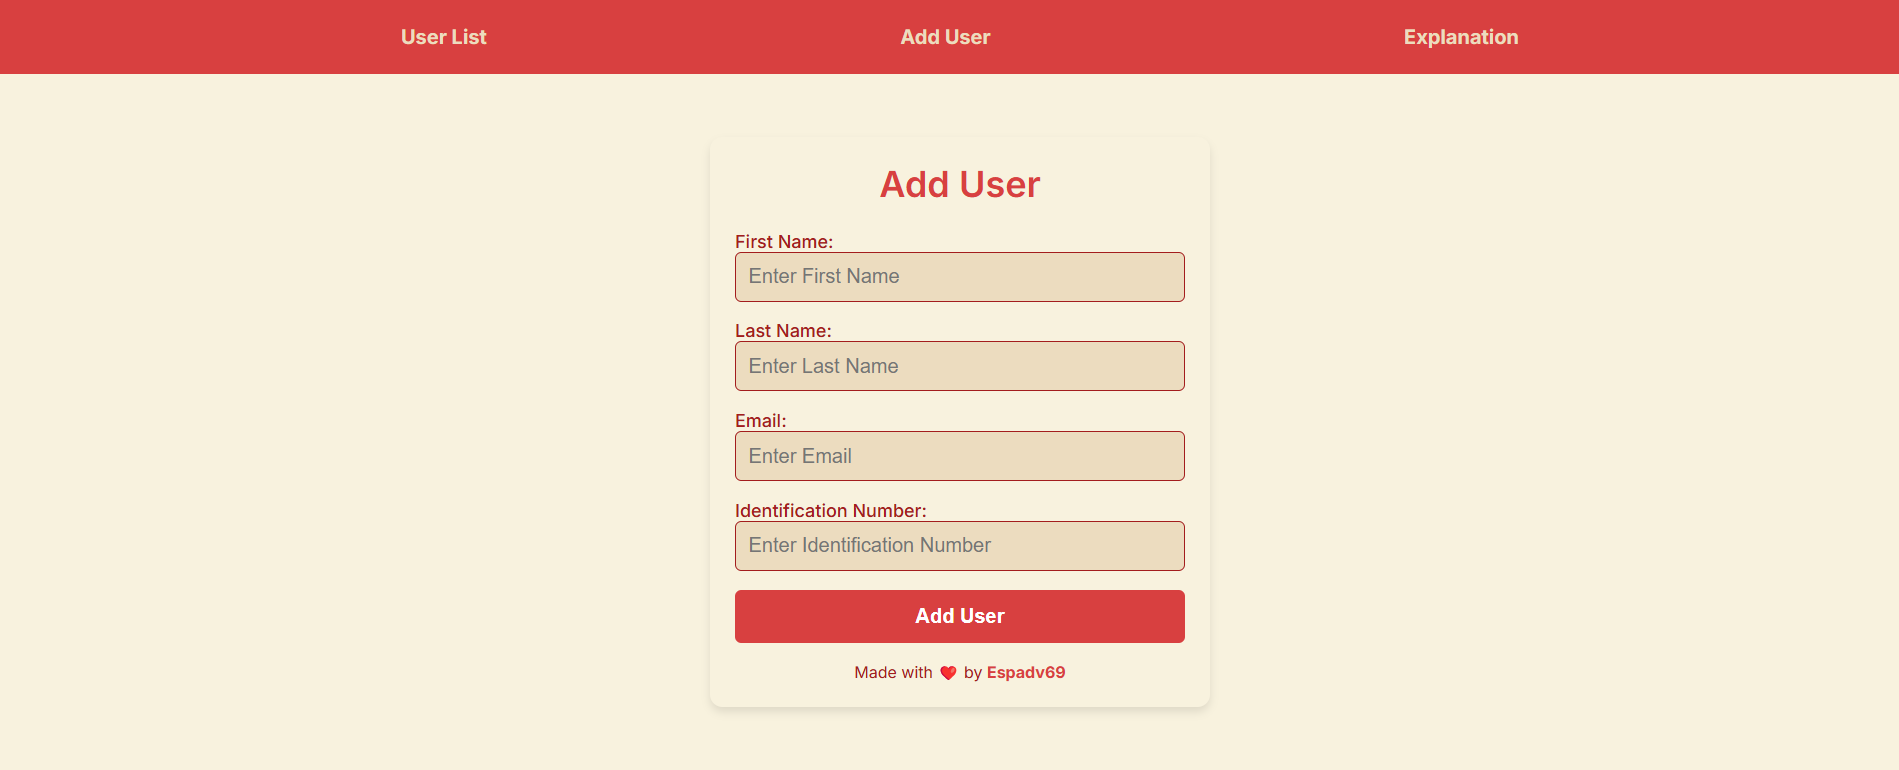 User List Add User Explanation
Add User
First Name:
Enter First Name
Last Name:
Enter Last Name
Email:
Enter Email
Identification Number:
Enter Identification Number
Add User
Made with ❤️ by Espadv69